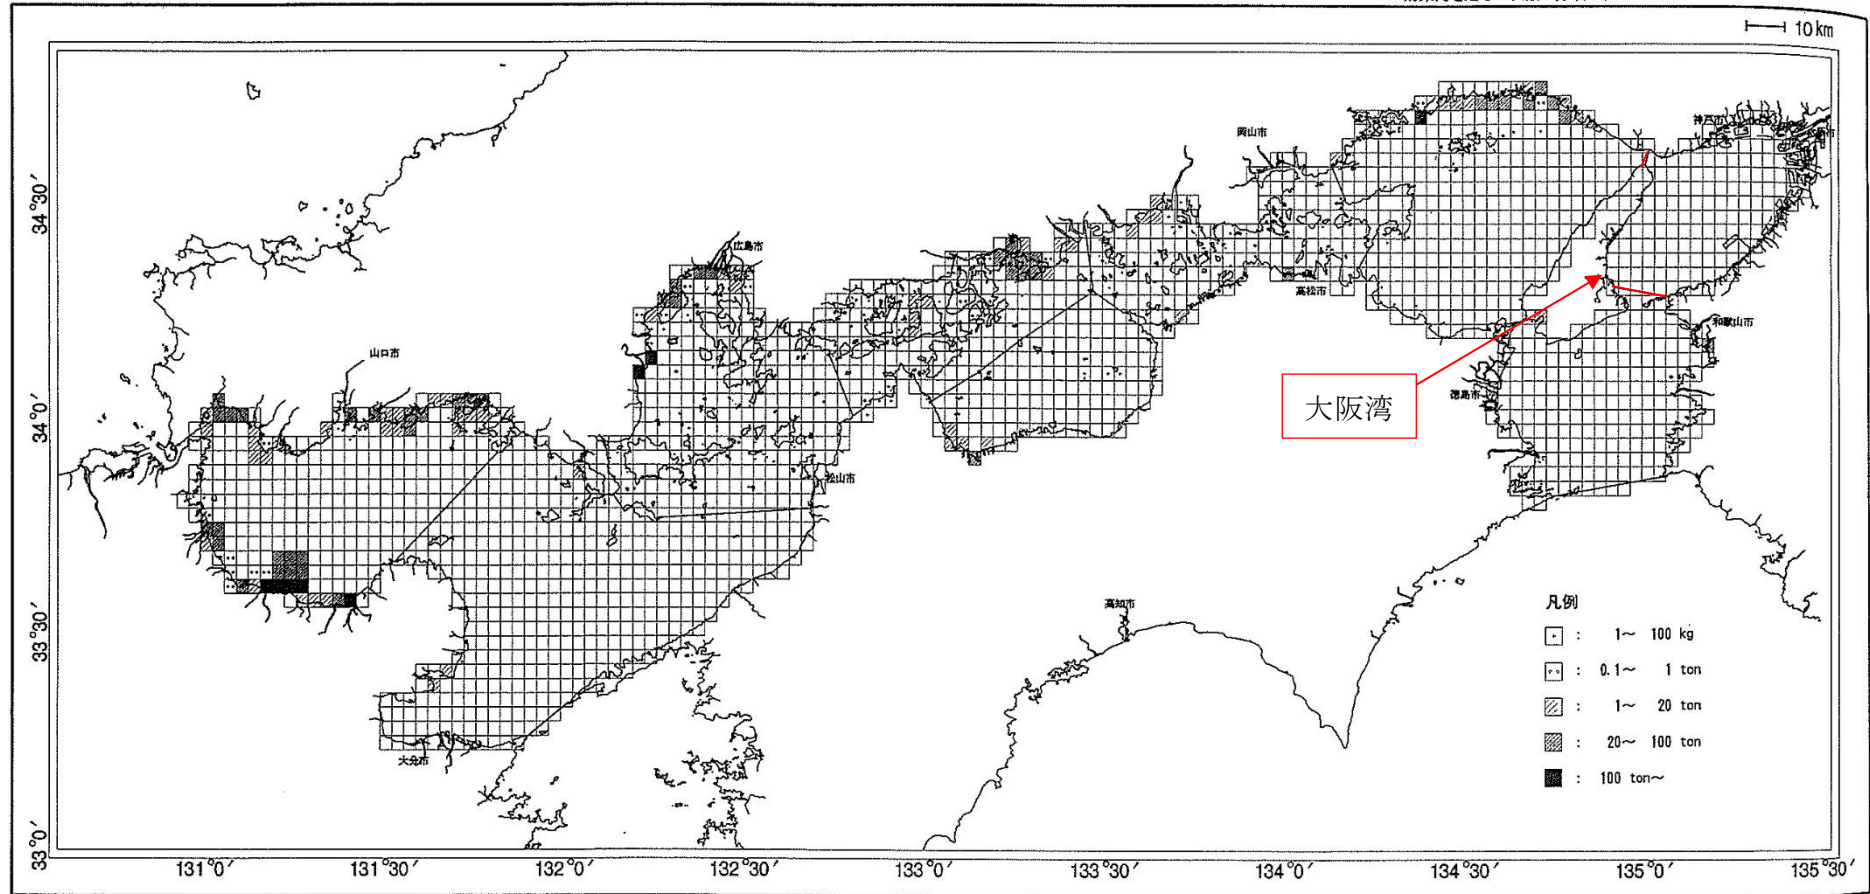 10km
岡山市
神戸市
広島市
高松市
和歌山市
山口市
徳島市
大阪湾
松山市
高知市
大分市
凡例
: 1～ 100 kg
: 0.1～ 1 ton
: 1～ 20 ton
: 20～ 100 ton
: 100 ton～
34°30′
34°0′
33°30′
33°0′
131°0′
131°30′
132°0′
132°30′
133°0′
133°30′
134°0′
134°30′
135°0′
135°30′